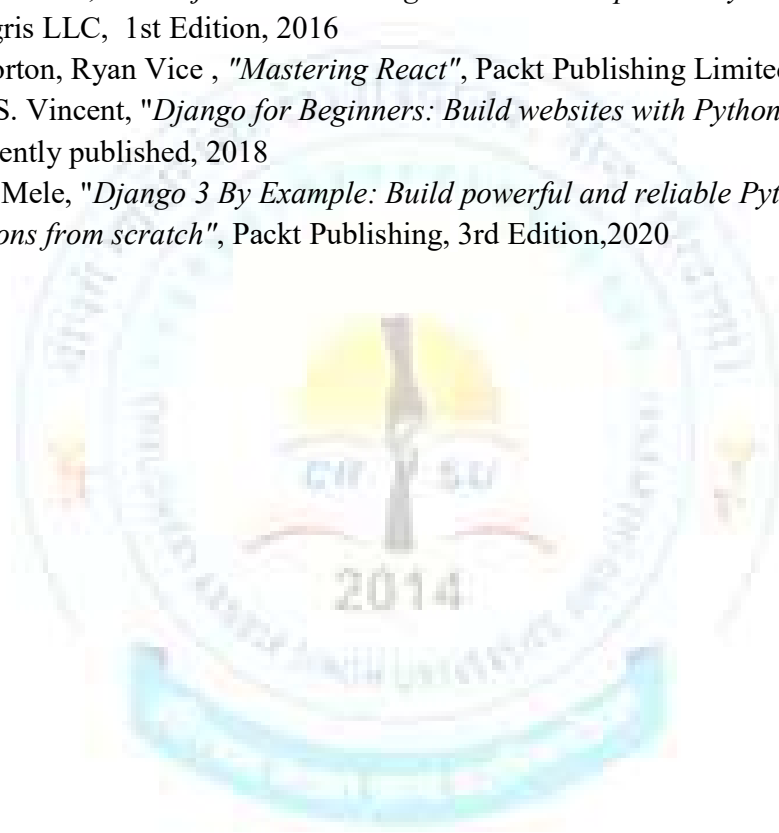 gris LLC, 1st Edition, 2016
orton, Ryan Vice , "Mastering React", Packt Publishing Limited
S. Vincent, "Django for Beginners: Build websites with Python
ently published, 2018
Mele, "Django 3 By Example: Build powerful and reliable Pyt
ons from scratch", Packt Publishing, 3rd Edition,2020
CR SU
2014